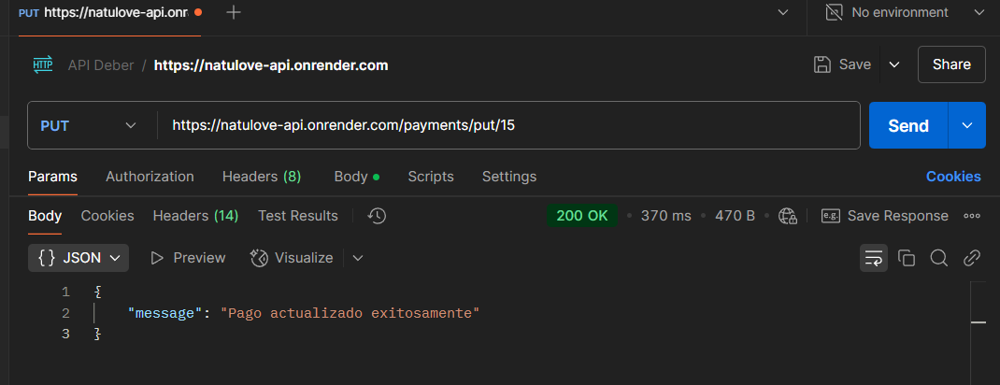 PUT https://natulove-api.onr
No environment
HTTP API Deber / https://natulove-api.onrender.com
Save
Share
PUT
https://natulove-api.onrender.com/payments/put/15
Send
Params Authorization Headers (8) Body Scripts Settings Cookies
Body Cookies Headers (14) Test Results
200 OK • 370 ms • 470 B •
e.g. Save Response
{} JSON Preview Visualize
1 {
2 "message": "Pago actualizado exitosamente"
3 }